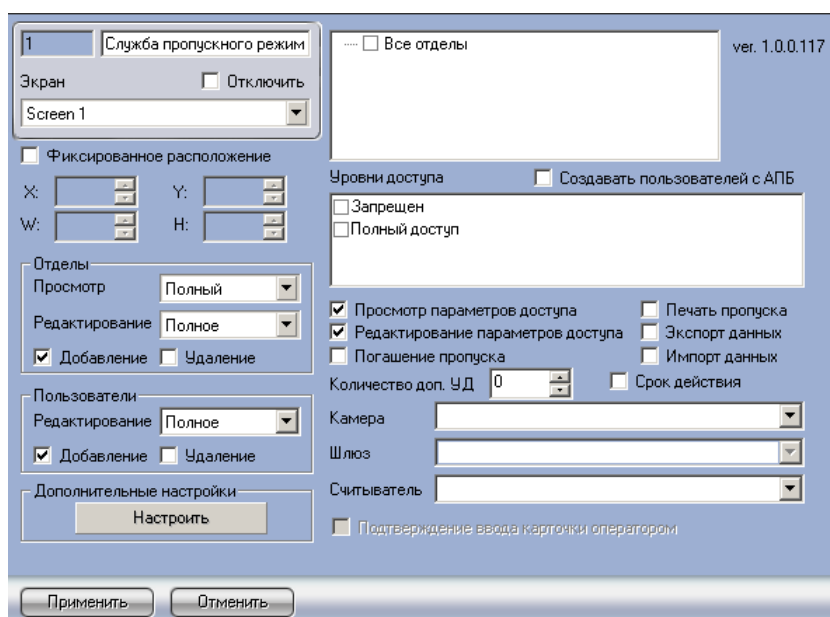 1
Служба пропускного режим
Экран
Отключить
Screen 1
Фиксированное расположение
X:
Y:
W:
H:
Отделы
Просмотр
Полный
Редактирование
Полное
Добавление
Удаление
Пользователи
Редактирование
Полное
Добавление
Удаление
Дополнительные настройки
Настроить
Все отделы
ver. 1.0.0.117
Уровни доступа
Создавать пользователей с АПБ
Запрещен
Полный доступ
Просмотр параметров доступа
Печать пропуска
Редактирование параметров доступа
Экспорт данных
Погашение пропуска
Импорт данных
Количество доп. УД
0
Срок действия
Камера
Шлюз
Считыватель
Подтверждение ввода карточки оператором
Применить
Отменить